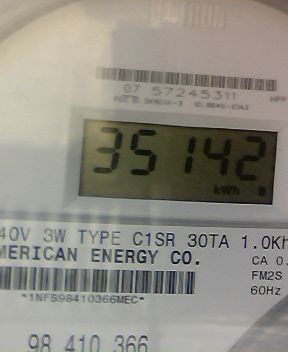 CENTRON®
07 57245311
35142
kWh
40V 3W TYPE C1SR 30TA 1.0Kh
MERICAN ENERGY CO.
CA 0.
FM2S
60Hz
*1NFS98410366MEC*
98 410 366